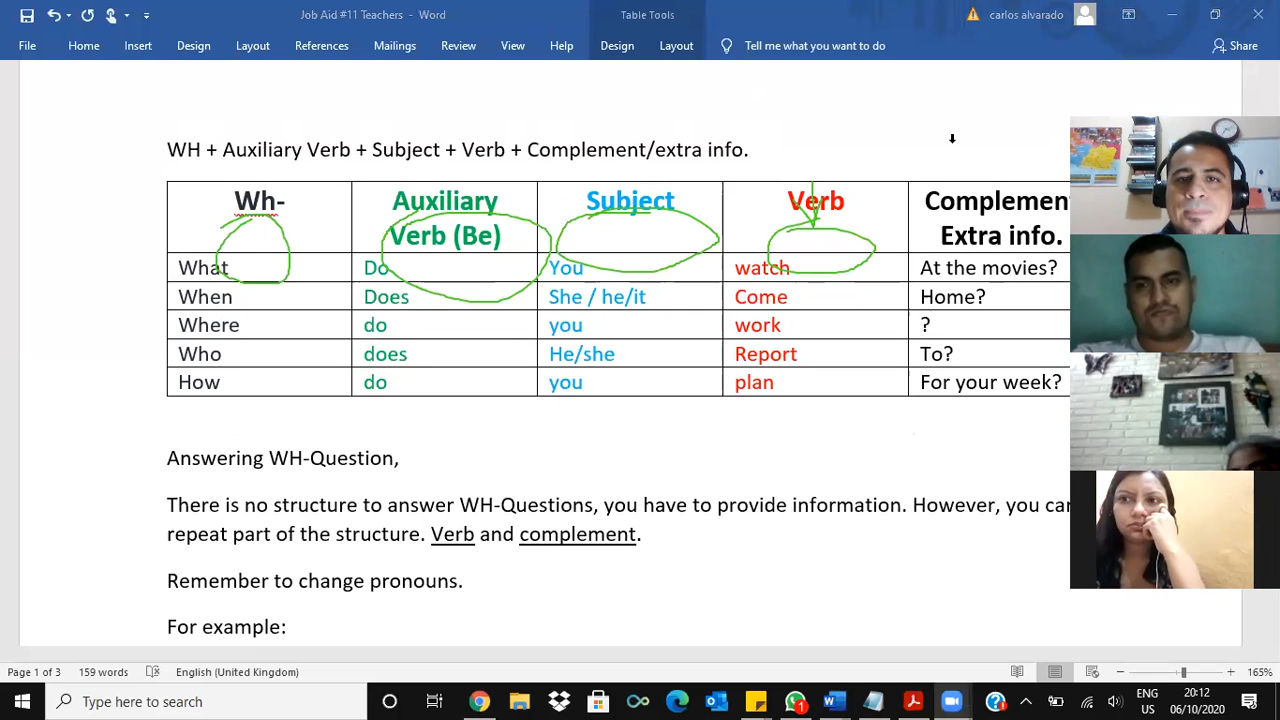 Job Aid #11 Teachers - Word
Table Tools
carlos alvarado
File Home Insert Design Layout References Mailings Review View Help Design Layout Tell me what you want to do Share
WH + Auxiliary Verb + Subject + Verb + Complement/extra info.
Wh- Auxiliary Verb (Be) Subject Verb Complement Extra info.
What Do You watch At the movies?
When Does She / he/it Come Home?
Where do you work ?
Who does He/she Report To?
How do you plan For your week?
Answering WH-Question,
There is no structure to answer WH-Questions, you have to provide information. However, you can
repeat part of the structure. Verb and complement.
Remember to change pronouns.
For example:
Page 1 of 3 159 words English (United Kingdom) 165%
Type here to search
ENG US
20:12
06/10/2020